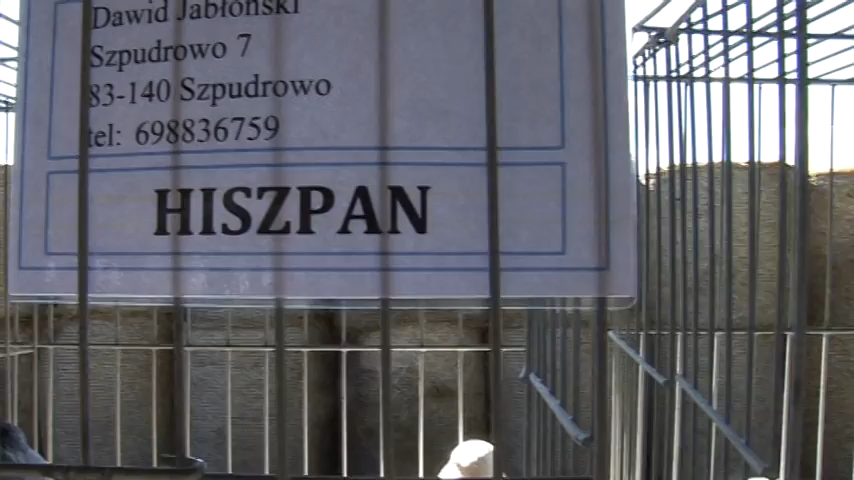 Dawid Jabłoński
Szpudrowo 7
83-140 Szpudrowo
tel: 698836759
HISZPAN